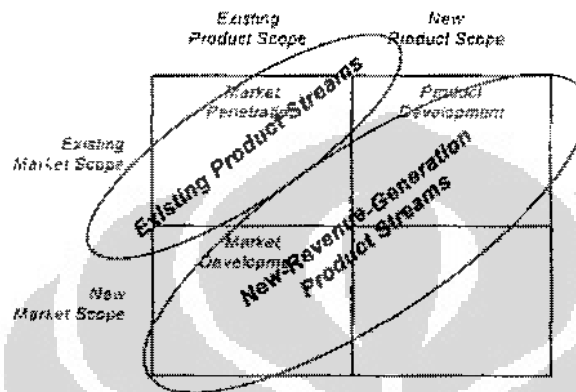 Existing
Product Scope
New
Product Scope
Existing
Market Scope
Market
Penetration
Product
Development
Existing Product Streams
New
Market Scope
Market
Development
New-Revenue-Generation
Product Streams